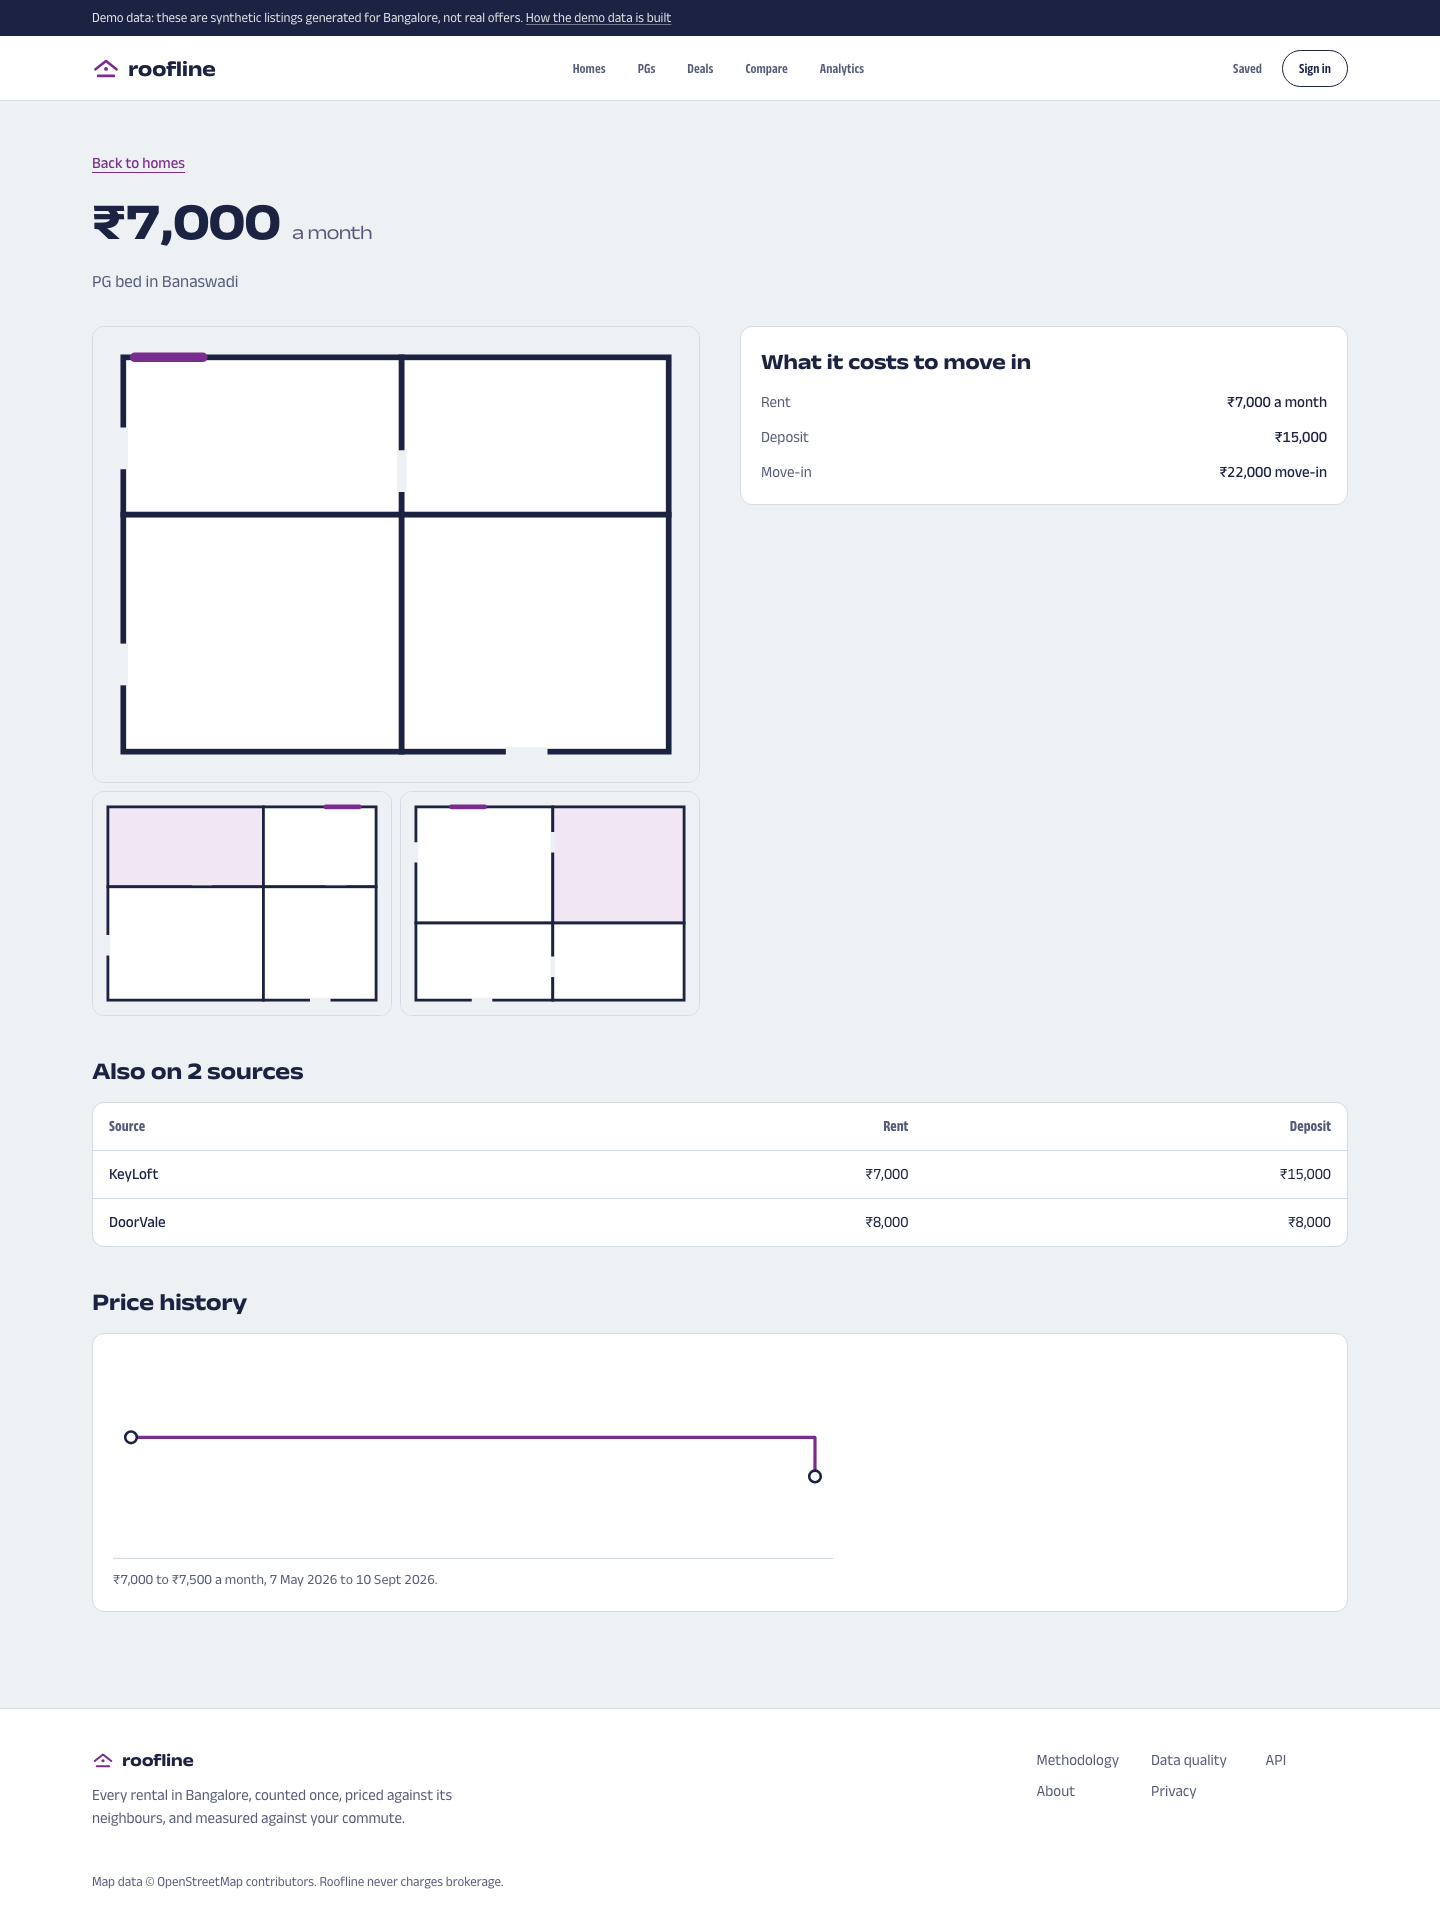 Demo data: these are synthetic listings generated for Bangalore, not real offers. How the demo data is built
roofline
Homes PGs Deals Compare Analytics
Saved Sign in
Back to homes
₹7,000 a month
PG bed in Banaswadi
What it costs to move in
Rent ₹7,000 a month
Deposit ₹15,000
Move-in ₹22,000 move-in
Also on 2 sources
Source Rent Deposit
KeyLoft ₹7,000 ₹15,000
DoorVale ₹8,000 ₹8,000
Price history
₹7,000 to ₹7,500 a month, 7 May 2026 to 10 Sept 2026.
roofline
Every rental in Bangalore, counted once, priced against its
neighbours, and measured against your commute.
Methodology Data quality API
About Privacy
Map data © OpenStreetMap contributors. Roofline never charges brokerage.